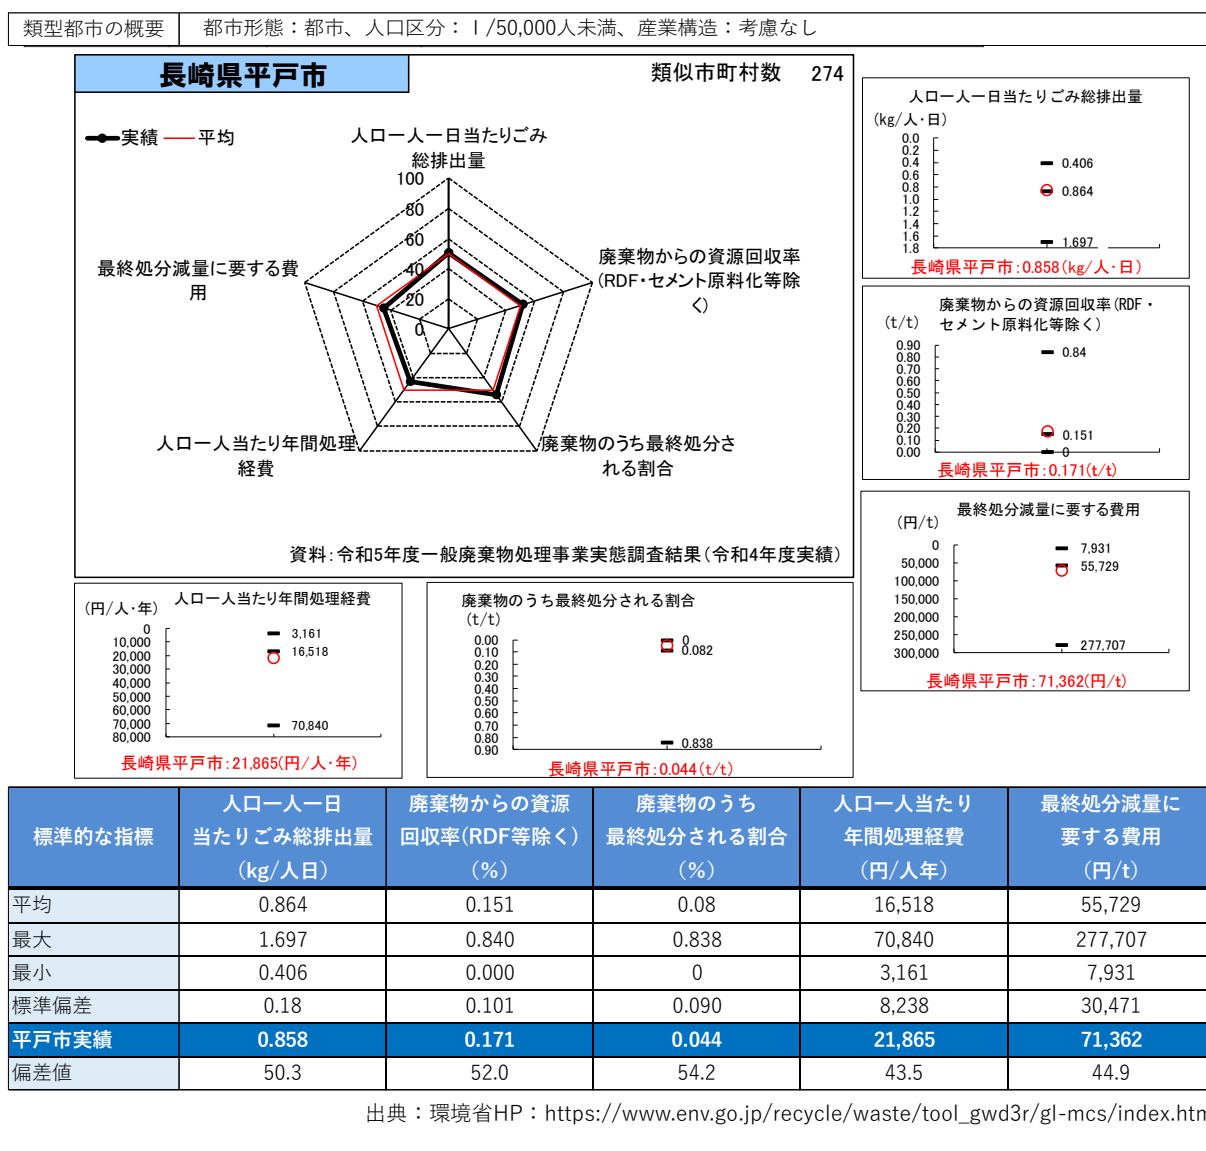 類型都市の概要 都市形態：都市、人口区分：Ⅰ/50,000人未満、産業構造：考慮なし
長崎県平戸市 類似市町村数 274
実績 平均
人口一人一日当たりごみ
総排出量
100
80
60
40
20
0
廃棄物からの資源回収率
(RDF・セメント原料化等除
く)
廃棄物のうち最終処分さ
れる割合
人口一人当たり年間処理
経費
最終処分減量に要する費
用
資料:令和5年度一般廃棄物処理事業実態調査結果(令和4年度実績)
人口一人一日当たりごみ総排出量
(kg/人･日)
0.0
0.2
0.4
0.6
0.8
1.0
1.2
1.4
1.6
1.8
0.406
0.864
1.697
長崎県平戸市:0.858(kg/人･日)
廃棄物からの資源回収率(RDF・
セメント原料化等除く)
(t/t)
0.90
0.80
0.70
0.60
0.50
0.40
0.30
0.20
0.10
0.00
0.84
0.151
0
長崎県平戸市:0.171(t/t)
最終処分減量に要する費用
(円/t)
0
50,000
100,000
150,000
200,000
250,000
300,000
7,931
55,729
277,707
長崎県平戸市:71,362(円/t)
人口一人当たり年間処理経費
(円/人･年)
0
10,000
20,000
30,000
40,000
50,000
60,000
70,000
80,000
3,161
16,518
70,840
長崎県平戸市:21,865(円/人･年)
廃棄物のうち最終処分される割合
(t/t)
0.00
0.10
0.20
0.30
0.40
0.50
0.60
0.70
0.80
0.90
0
0.082
0.838
長崎県平戸市:0.044(t/t)
標準的な指標 人口一人一日 廃棄物からの資源 廃棄物のうち 人口一人当たり 最終処分減量に
当たりごみ総排出量 回収率(RDF等除く) 最終処分される割合 年間処理経費 要する費用
（kg/人日） （%） （%） （円/人年） （円/t）
平均 0.864 0.151 0.08 16,518 55,729
最大 1.697 0.840 0.838 70,840 277,707
最小 0.406 0.000 0 3,161 7,931
標準偏差 0.18 0.101 0.090 8,238 30,471
平戸市実績 0.858 0.171 0.044 21,865 71,362
偏差値 50.3 52.0 54.2 43.5 44.9
出典：環境省HP：https://www.env.go.jp/recycle/waste/tool_gwd3r/gl-mcs/index.htm